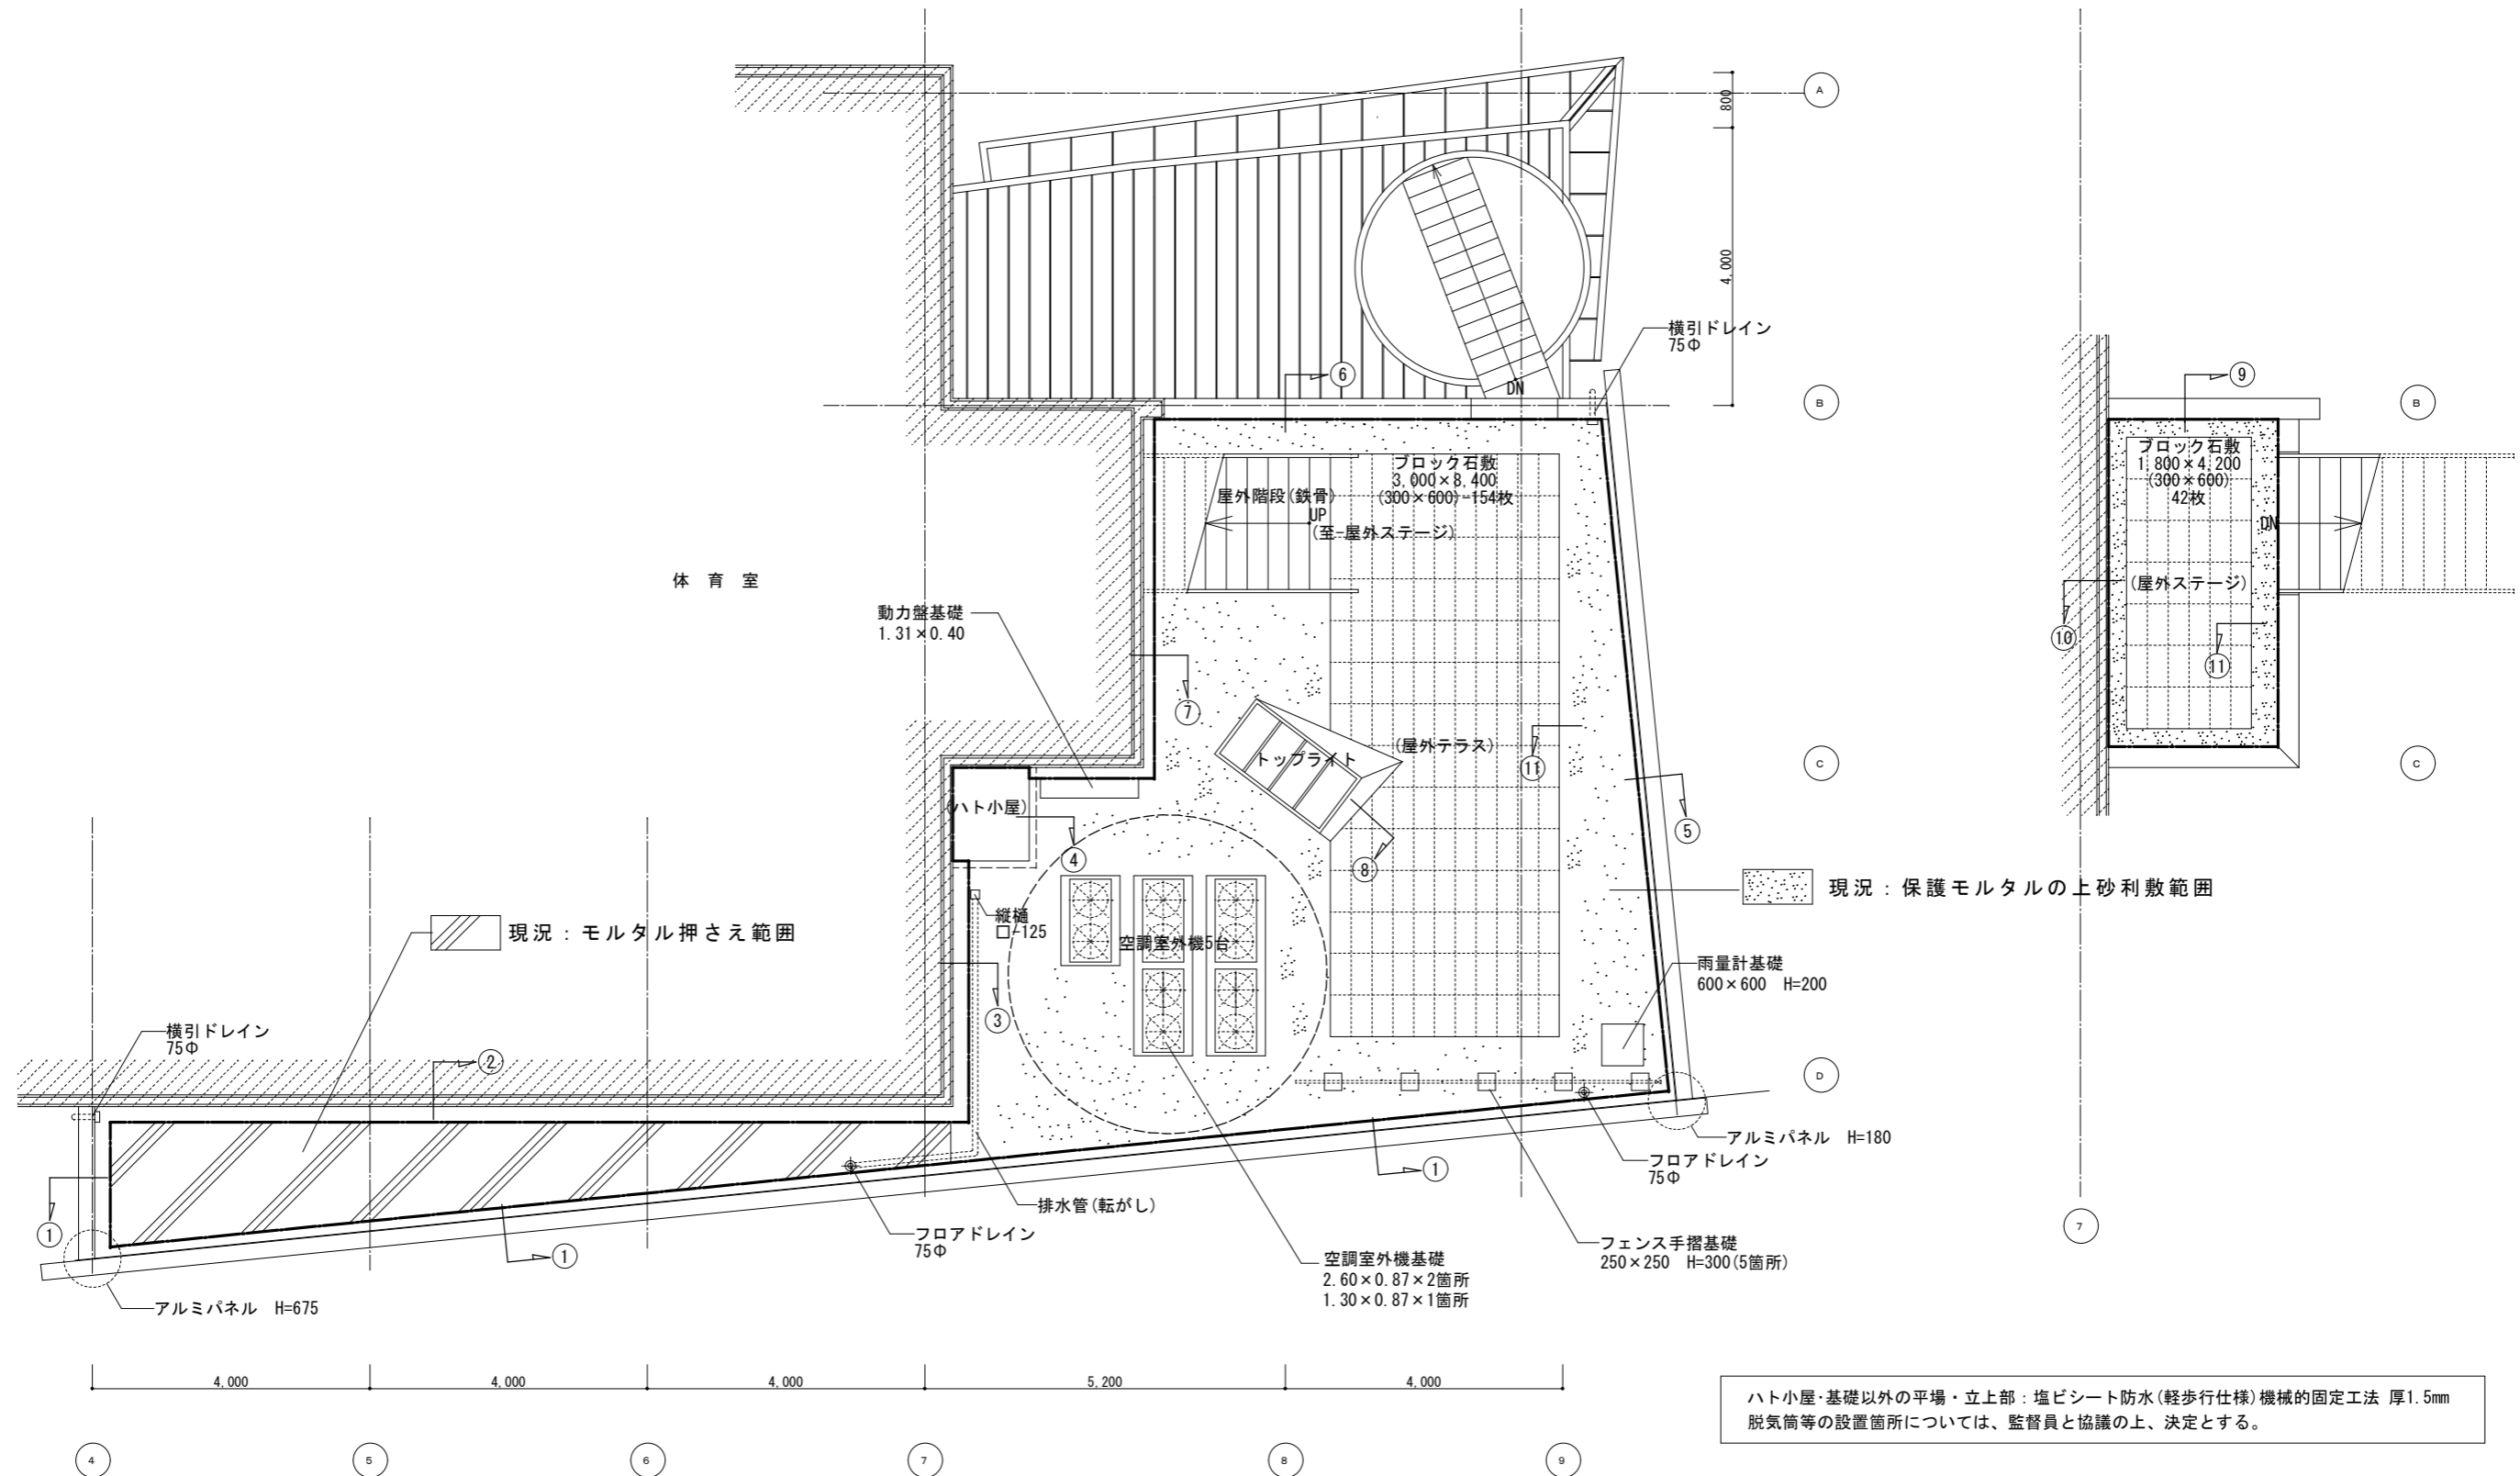 A
800
4,000
横引ドレイン
75Φ
⑥
DN
B
⑨
B
ブロック石敷
3,000×8,400
(300×600)-154枚
ブロック石敷
1,800×4,200
(300×600)
42枚
屋外階段(鉄骨)
UP
(至-屋外ステージ)
DN
体 育 室
(屋外ステージ)
動力盤基礎
1.31×0.40
⑩
⑪
⑦
(屋外テラス)
トップライト
⑪
C
C
(ハト小屋)
⑤
④
⑧
現況：保護モルタルの上砂利敷範囲
縦樋
口-125
現況：モルタル押さえ範囲
空調室外機5台
雨量計基礎
600×600 H=200
③
横引ドレイン
75Φ
②
D
アルミパネル H=180
フロアドレイン
75Φ
①
排水管(転がし)
①
フロアドレイン
75Φ
①
7
フェンス手摺基礎
250×250 H=300(5箇所)
空調室外機基礎
2.60×0.87×2箇所
1.30×0.87×1箇所
アルミパネル H=675
4,000
4,000
4,000
5,200
4,000
ハト小屋･基礎以外の平場・立上部：塩ビシート防水(軽歩行仕様)機械的固定工法 厚1.5mm
脱気筒等の設置箇所については、監督員と協議の上、決定とする。
4
5
6
7
8
9